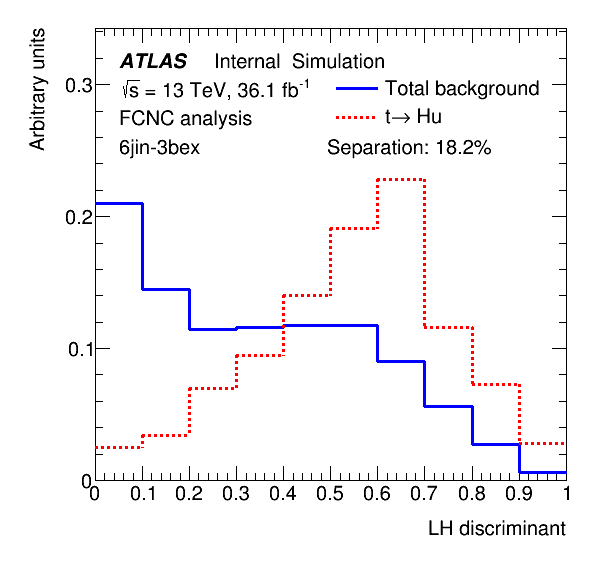 Arbitrary units
ATLAS Internal Simulation
√s = 13 TeV, 36.1 fb⁻¹
FCNC analysis
6jin-3bex
Total background
t→ Hu
Separation: 18.2%
0.3
0.2
0.1
0
0 0.1 0.2 0.3 0.4 0.5 0.6 0.7 0.8 0.9 1
LH discriminant